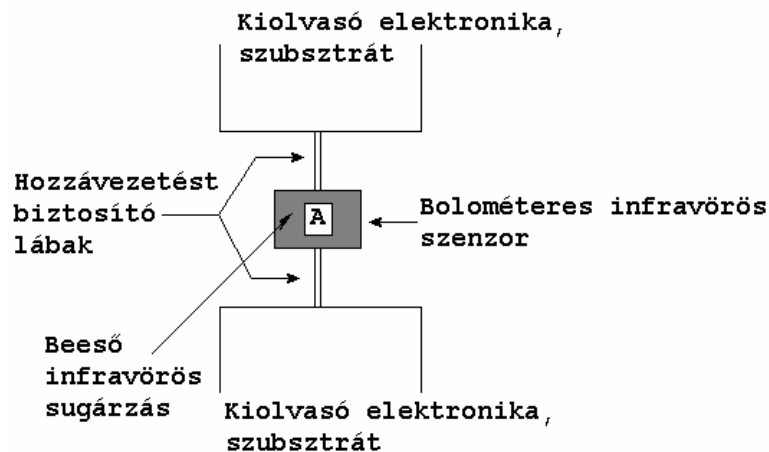 Kiolvasó elektronika,
szubsztrát
Hozzávezetést
biztosító
lábak
A
Bolométeres infravörös
szenzor
Beeső
infravörös
sugárzás
Kiolvasó elektronika,
szubsztrát